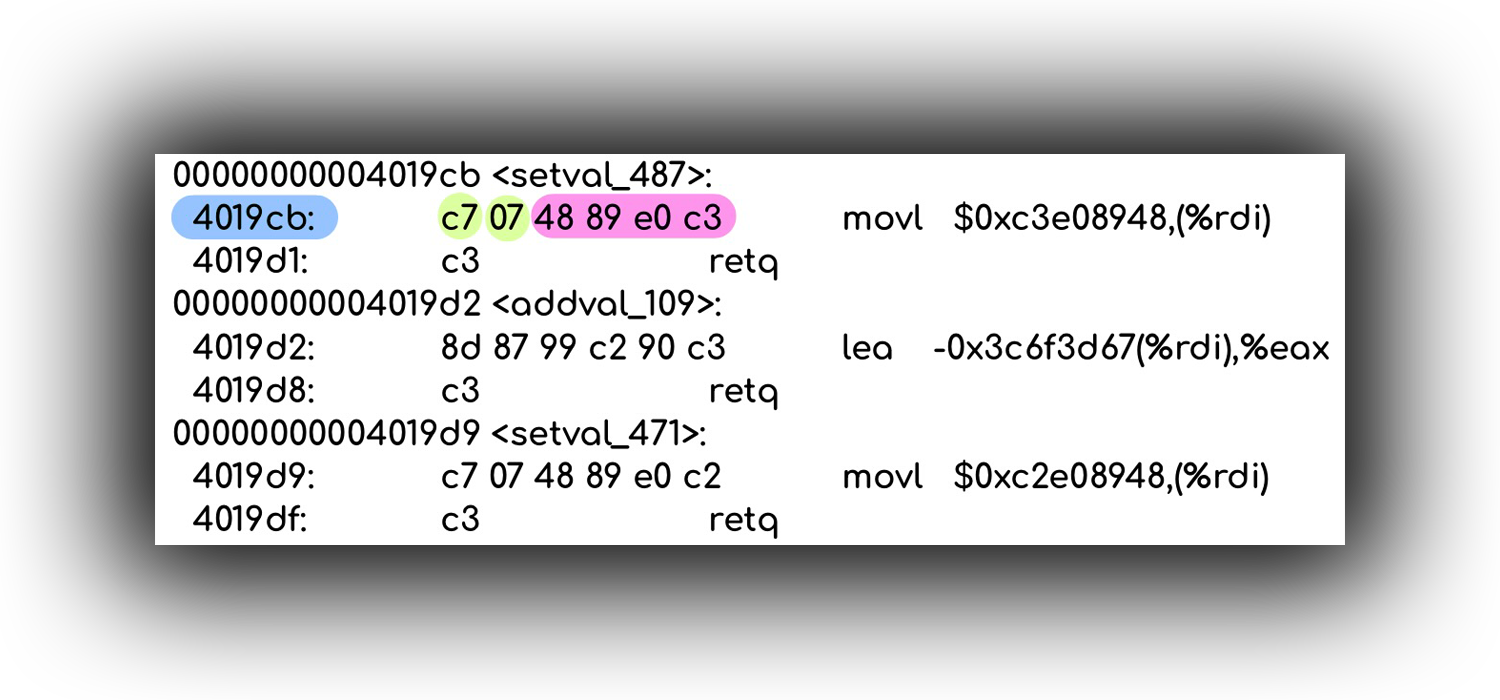 00000000004019cb <setval_487>:
4019cb: c7 07 48 89 e0 c3 movl $0xc3e08948,(%rdi)
4019d1: c3 retq
00000000004019d2 <addval_109>:
4019d2: 8d 87 99 c2 90 c3 lea -0x3c6f3d67(%rdi),%eax
4019d8: c3 retq
00000000004019d9 <setval_471>:
4019d9: c7 07 48 89 e0 c2 movl $0xc2e08948,(%rdi)
4019df: c3 retq